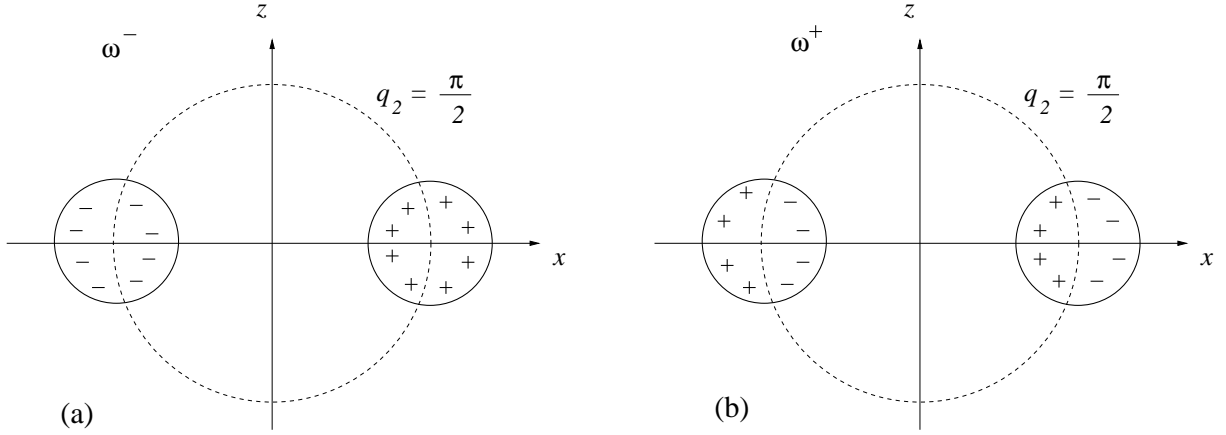 z
ω⁻
q₂ = π/2
− − − − − − − −
+ + + + + + + +
x
(a)
z
ω⁺
q₂ = π/2
+ + + + − − − −
+ + + + − − − −
x
(b)